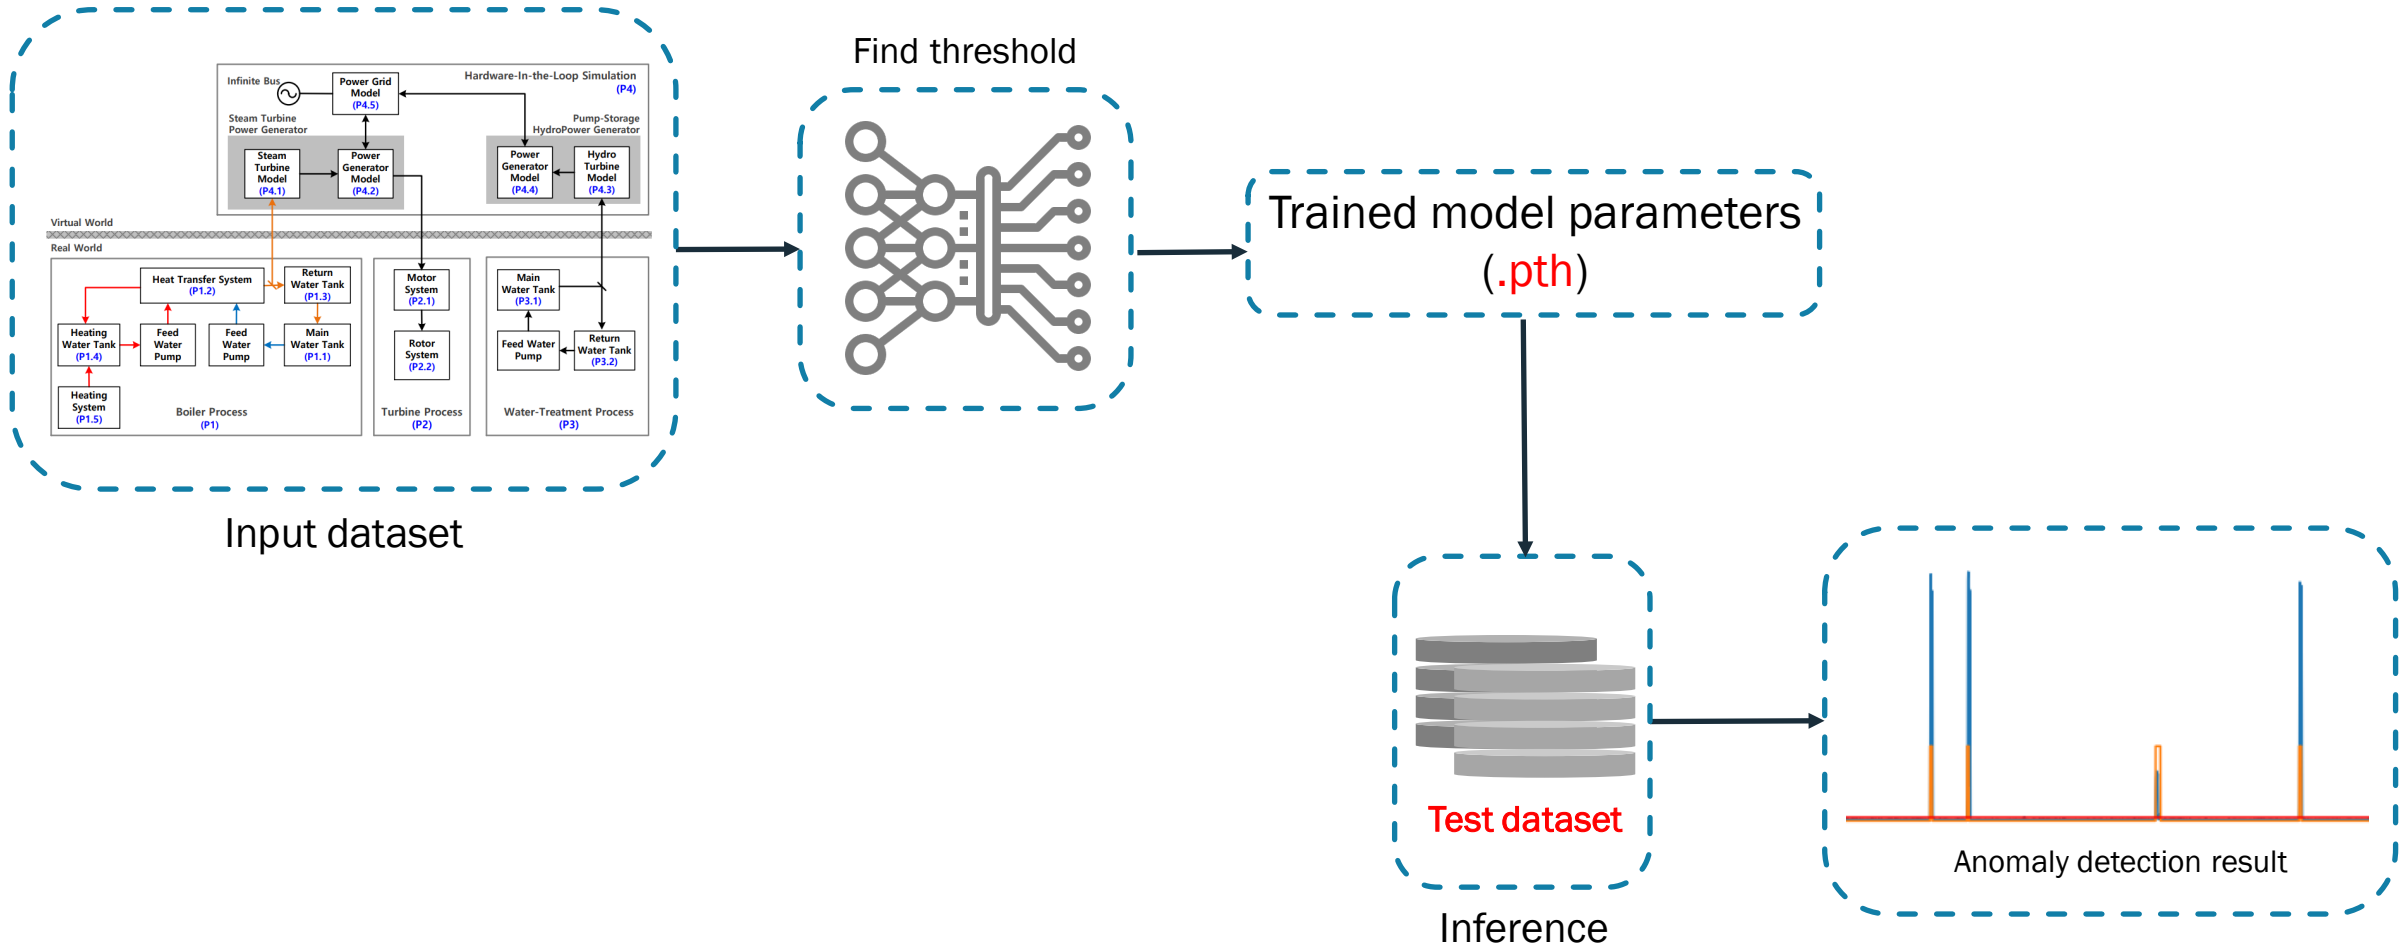 Infinite Bus
Power Grid
Model
(P4.5)
Hardware-In-the-Loop Simulation
(P4)
Steam Turbine
Power Generator
Pump-Storage
HydroPower Generator
Steam
Turbine
Model
(P4.1)
Power
Generator
Model
(P4.2)
Power
Generator
Model
(P4.4)
Hydro
Turbine
Model
(P4.3)
Virtual World
Real World
Heat Transfer System
(P1.2)
Return
Water Tank
(P1.3)
Heating
Water Tank
(P1.4)
Feed
Water
Pump
Feed
Water
Pump
Main
Water Tank
(P1.1)
Heating
System
(P1.5)
Boiler Process
(P1)
Motor
System
(P2.1)
Rotor
System
(P2.2)
Turbine Process
(P2)
Main
Water Tank
(P3.1)
Feed Water
Pump
Return
Water Tank
(P3.2)
Water-Treatment Process
(P3)
Input dataset
Find threshold
Trained model parameters
(.pth)
Test dataset
Inference
Anomaly detection result